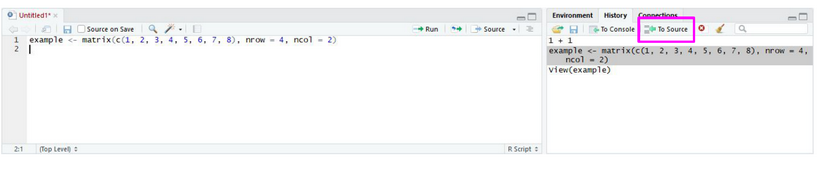 Untitled1*
Source on Save
Run
Source
1 example <- matrix(c(1, 2, 3, 4, 5, 6, 7, 8), nrow = 4, ncol = 2)
2
2:1 (Top Level)
R Script
Environment History Connections
To Console To Source
1 + 1
example <- matrix(c(1, 2, 3, 4, 5, 6, 7, 8), nrow = 4,
ncol = 2)
View(example)